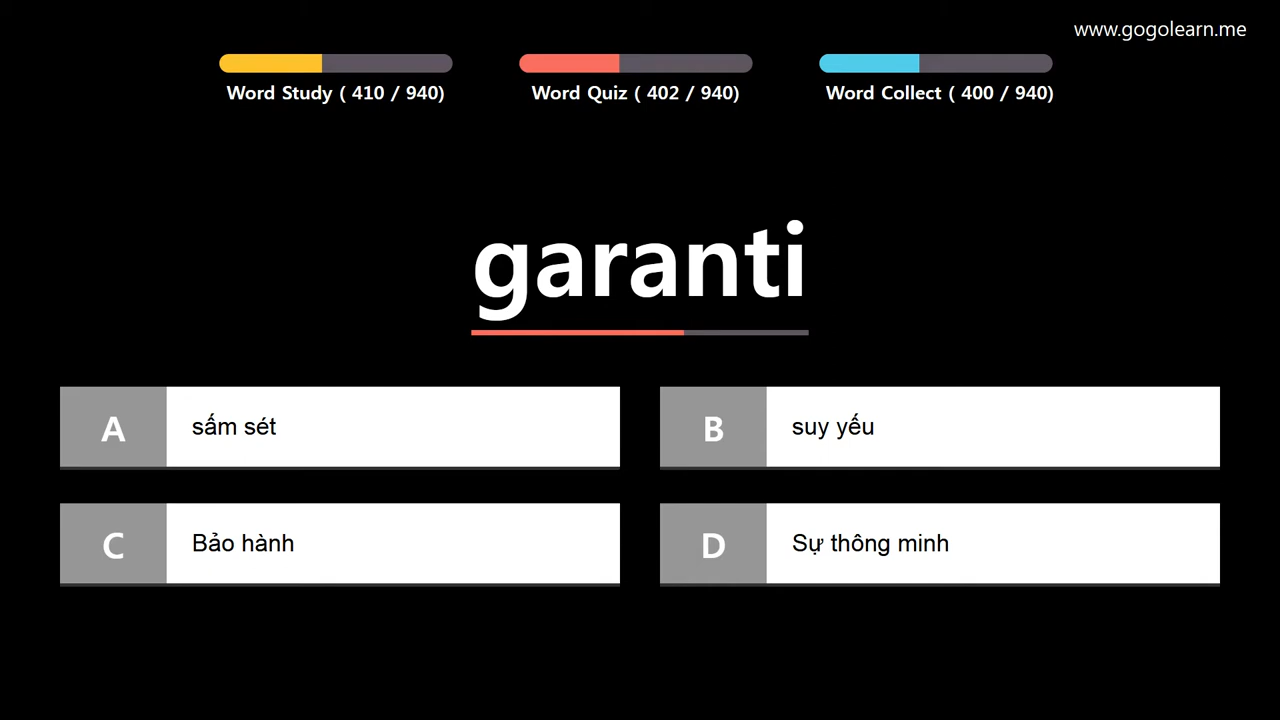 www.gogolearn.me
Word Study ( 410 / 940)
Word Quiz ( 402 / 940)
Word Collect ( 400 / 940)
garanti
A sấm sét
B suy yếu
C Bảo hành
D Sự thông minh